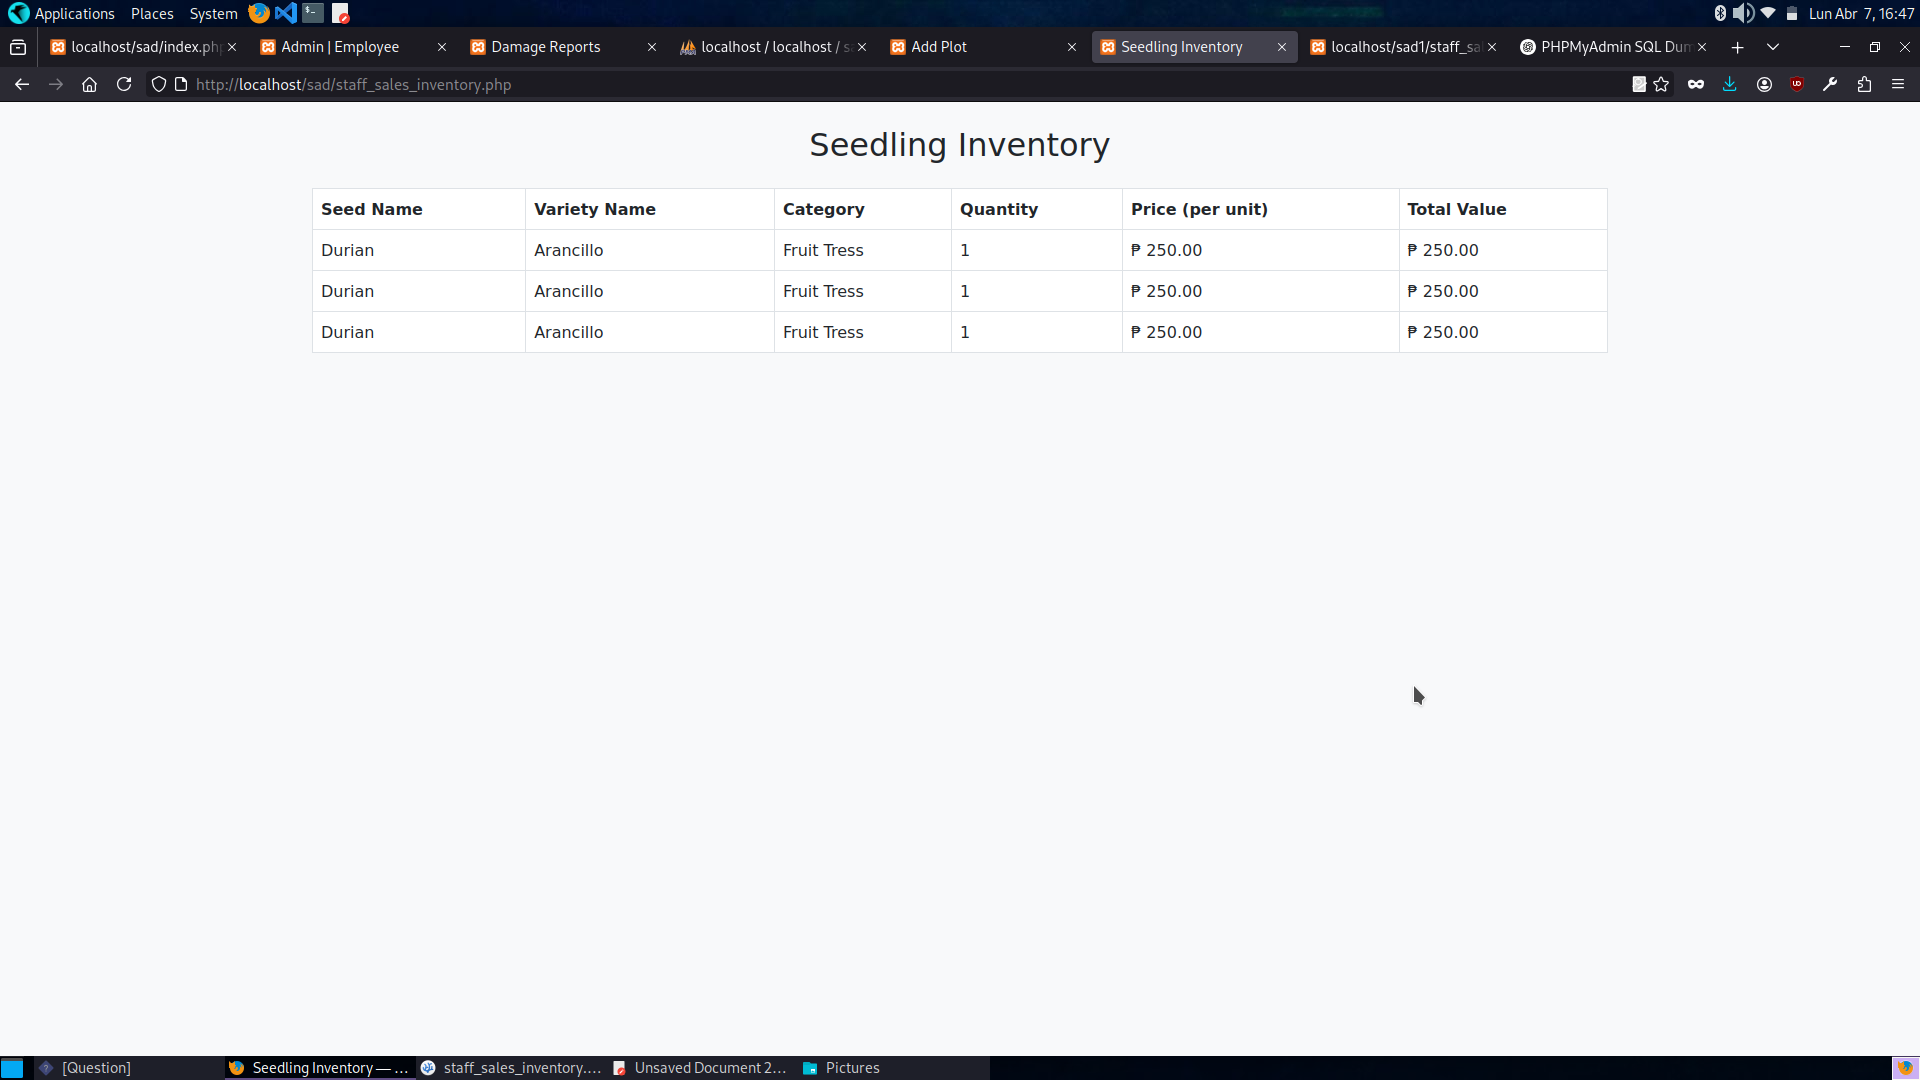 Applications Places System Lun Abr 7, 16:47
localhost/sad/index.ph Admin | Employee Damage Reports localhost / localhost / s Add Plot Seedling Inventory localhost/sad1/staff_sa PHPMyAdmin SQL Dum
http://localhost/sad/staff_sales_inventory.php
Seedling Inventory
Seed Name Variety Name Category Quantity Price (per unit) Total Value
Durian Arancillo Fruit Tress 1 ₱ 250.00 ₱ 250.00
Durian Arancillo Fruit Tress 1 ₱ 250.00 ₱ 250.00
Durian Arancillo Fruit Tress 1 ₱ 250.00 ₱ 250.00
[Question] Seedling Inventory — ... staff_sales_inventory.... Unsaved Document 2... Pictures